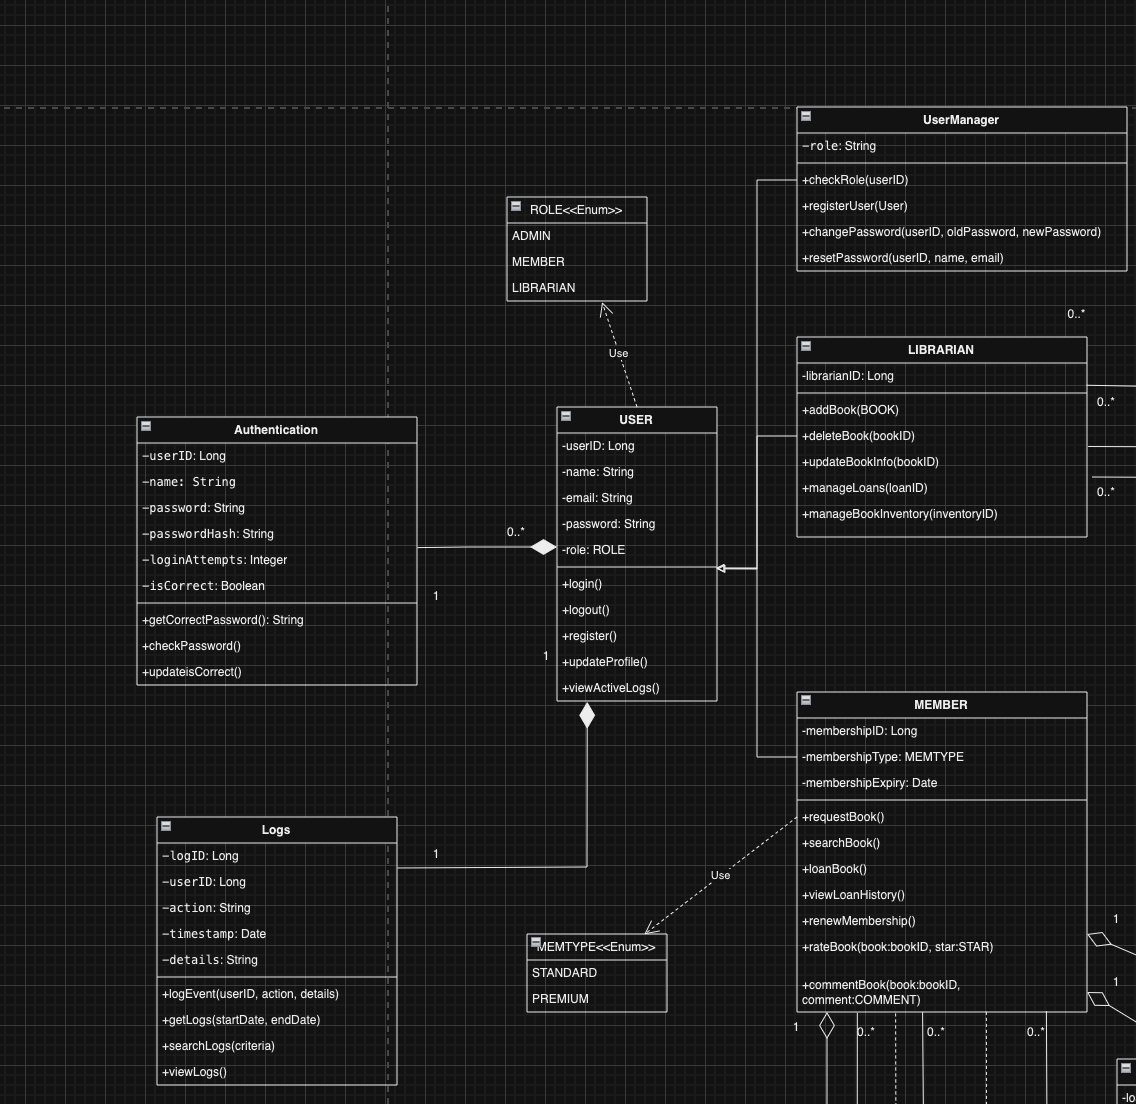 UserManager
-role: String
+checkRole(userID)
+registerUser(User)
+changePassword(userID, oldPassword, newPassword)
+resetPassword(userID, name, email)
ROLE<<Enum>>
ADMIN
MEMBER
LIBRARIAN
Use
0..*
LIBRARIAN
-librarianID: Long
+addBook(BOOK)
+deleteBook(bookID)
+updateBookInfo(bookID)
+manageLoans(loanID)
+manageBookInventory(inventoryID)
0..*
0..*
Authentication
-userID: Long
-name: String
-password: String
-passwordHash: String
-loginAttempts: Integer
-isCorrect: Boolean
+getCorrectPassword(): String
+checkPassword()
+updateisCorrect()
0..*
1
USER
-userID: Long
-name: String
-email: String
-password: String
-role: ROLE
+login()
+logout()
+register()
+updateProfile()
+viewActiveLogs()
1
MEMBER
-membershipID: Long
-membershipType: MEMTYPE
-membershipExpiry: Date
+requestBook()
+searchBook()
+loanBook()
+viewLoanHistory()
+renewMembership()
+rateBook(book:bookID, star:STAR)
+commentBook(book:bookID,
comment:COMMENT)
1
1
1
0..*
0..*
0..*
Logs
-logID: Long
-userID: Long
-action: String
-timestamp: Date
-details: String
+logEvent(userID, action, details)
+getLogs(startDate, endDate)
+searchLogs(criteria)
+viewLogs()
1
Use
MEMTYPE<<Enum>>
STANDARD
PREMIUM
-lo